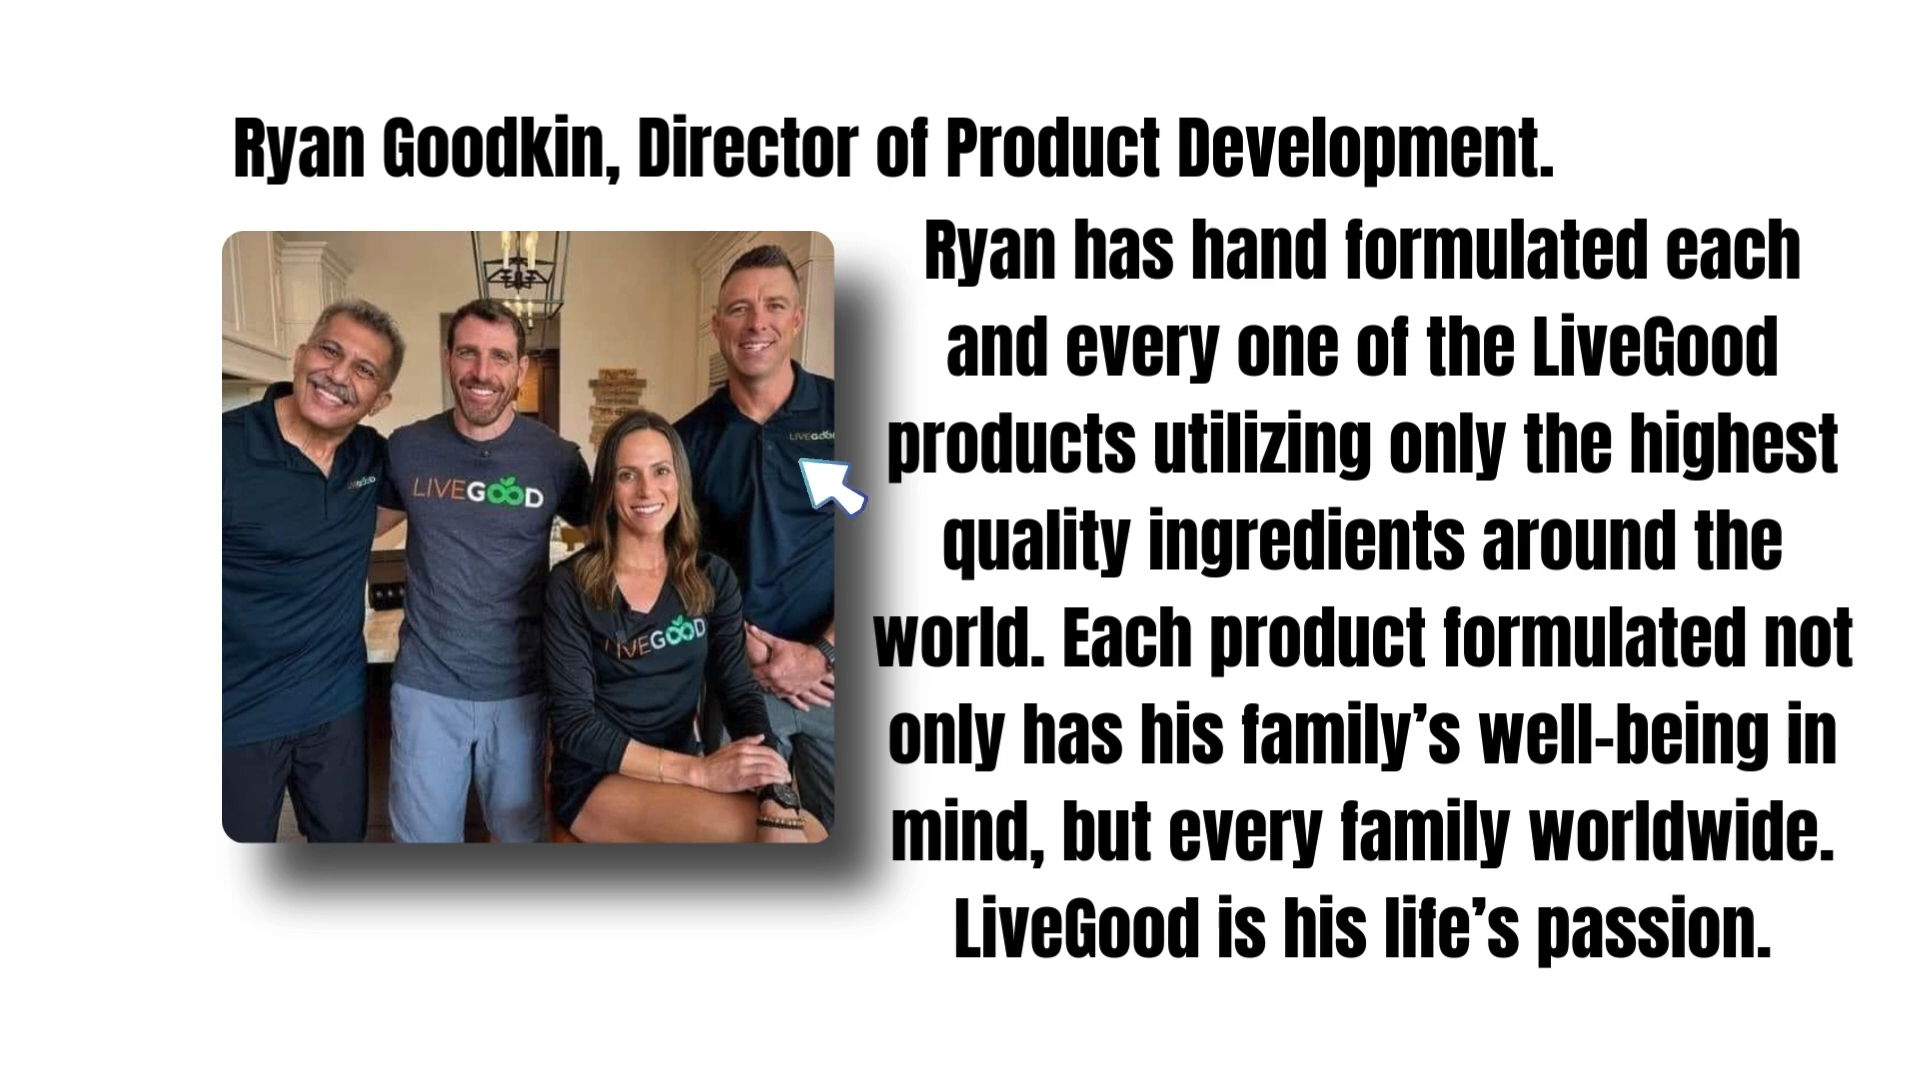 Ryan Goodkin, Director of Product Development.
Ryan has hand formulated each
and every one of the LiveGood
products utilizing only the highest
quality ingredients around the
world. Each product formulated not
only has his family’s well-being in
mind, but every family worldwide.
LiveGood is his life’s passion.
LIVEGOOD
LIVEGOOD
LIVEGOOD